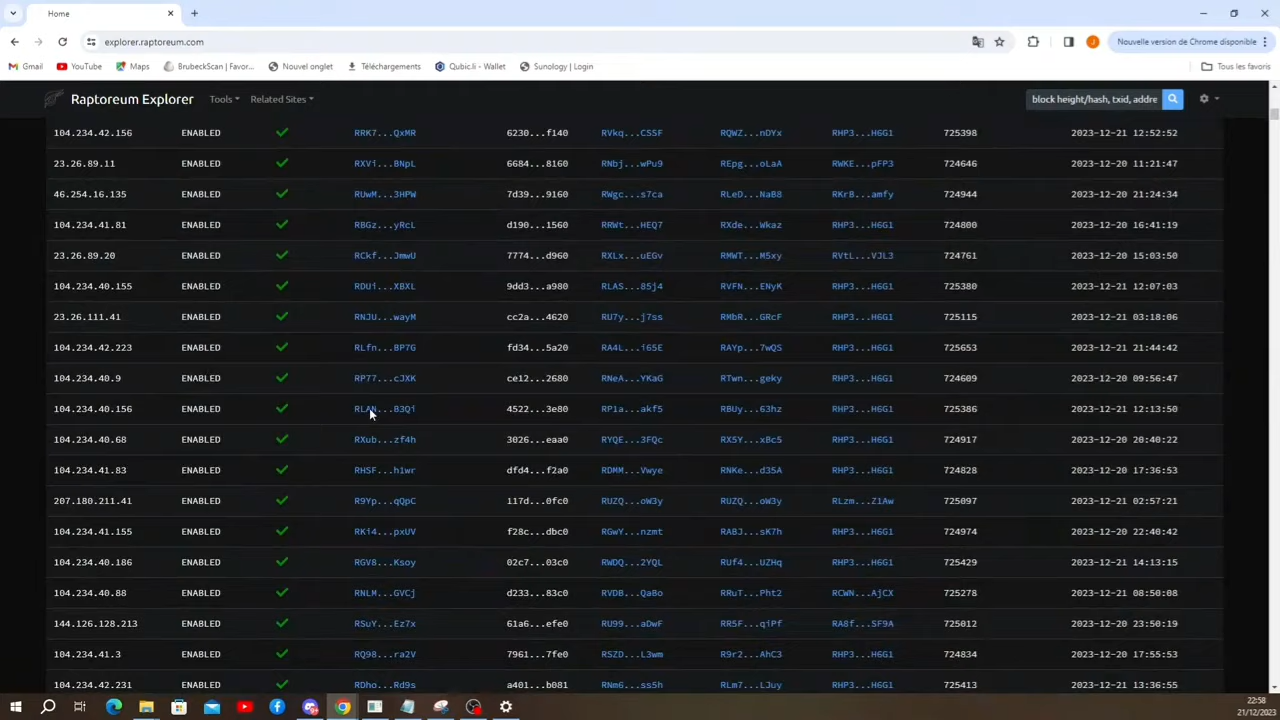 Home
explorer.raptoreum.com
Nouvelle version de Chrome disponible
Gmail YouTube Maps BrubeckScan | Favor... Nouvel onglet Téléchargements Qubic.li - Wallet Sunology | Login Tous les favoris
Raptoreum Explorer Tools Related Sites block height/hash, txid, addre
104.234.42.156 ENABLED RRK7...QxMR 6230...f140 RVkq...CS5F RQWZ...nDYx RHP3...H6G1 725398 2023-12-21 12:52:52
23.26.89.11 ENABLED RXVi...BNpL 6684...8160 RNbj...wPu9 REpg...oLaA RWKE...pFP3 724646 2023-12-20 11:21:47
46.254.16.135 ENABLED RUwM...3HPW 7d39...9160 RWgc...s7ca RLeD...NaB8 RKrB...amfy 724944 2023-12-20 21:24:34
104.234.41.81 ENABLED RBGz...yRcL d190...1560 RRWt...HEQ7 RXde...Wkaz RHP3...H6G1 724800 2023-12-20 16:41:19
23.26.89.20 ENABLED RCkf...JmwU 7774...d960 RXLx...uEGv RMWT...M5xy RVtL...VJL3 724761 2023-12-20 15:03:50
104.234.40.155 ENABLED RDUi...XBXL 9dd3...a980 RLAS...85j4 RVFN...ENyK RHP3...H6G1 725380 2023-12-21 12:07:03
23.26.111.41 ENABLED RNJU...wayM cc2a...4620 RU7y...j7ss RMbR...GRcF RHP3...H6G1 725115 2023-12-21 03:18:06
104.234.42.223 ENABLED RLfn...BP7G fd34...5a20 RA4L...i65E RAYp...7wQS RHP3...H6G1 725653 2023-12-21 21:44:42
104.234.40.9 ENABLED RP77...cJXK ce12...2680 RNeA...YKaG RTwn...geky RHP3...H6G1 724609 2023-12-20 09:56:47
104.234.40.156 ENABLED RLAN...B3Qi 4522...3e80 RP1a...akf5 RBUy...63hz RHP3...H6G1 725386 2023-12-21 12:13:50
104.234.40.68 ENABLED RXub...zf4h 3026...eaa0 RYQE...3FQc RX5Y...xBc5 RHP3...H6G1 724917 2023-12-20 20:40:22
104.234.41.83 ENABLED RHSF...h1wr dfd4...f2a0 RDMM...Vwye RNKe...d35A RHP3...H6G1 724828 2023-12-20 17:36:53
207.180.211.41 ENABLED R9Yp...qQpC 117d...0fc0 RUZQ...oW3y RUZQ...oW3y RLzm...Z1Aw 725097 2023-12-21 02:57:21
104.234.41.155 ENABLED RKi4...pxUV f28c...dbc0 RGwY...nzmt RABJ...sK7h RHP3...H6G1 724974 2023-12-20 22:40:42
104.234.40.186 ENABLED RGV8...Ksoy 02c7...03c0 RWDQ...2YQL RUf4...UZHq RHP3...H6G1 725429 2023-12-21 14:13:15
104.234.40.88 ENABLED RNLM...GVCj d233...83c0 RVDB...QaBo RRuT...Pht2 RCWN...AjCX 725278 2023-12-21 08:50:08
144.126.128.213 ENABLED RSuY...Ez7x 61a6...efe0 RU99...aDwF RR5F...qiPf RA8f...SF9A 725012 2023-12-20 23:50:19
104.234.41.3 ENABLED RQ98...ra2V 7961...7fe0 RSZD...L3wm R9r2...AhC3 RHP3...H6G1 724834 2023-12-20 17:55:53
104.234.42.231 ENABLED RDho...Rd9s a401...b081 RNm6...ss5h RLm7...LJuy RHP3...H6G1 725413 2023-12-21 13:36:55
22:58
21/12/2023